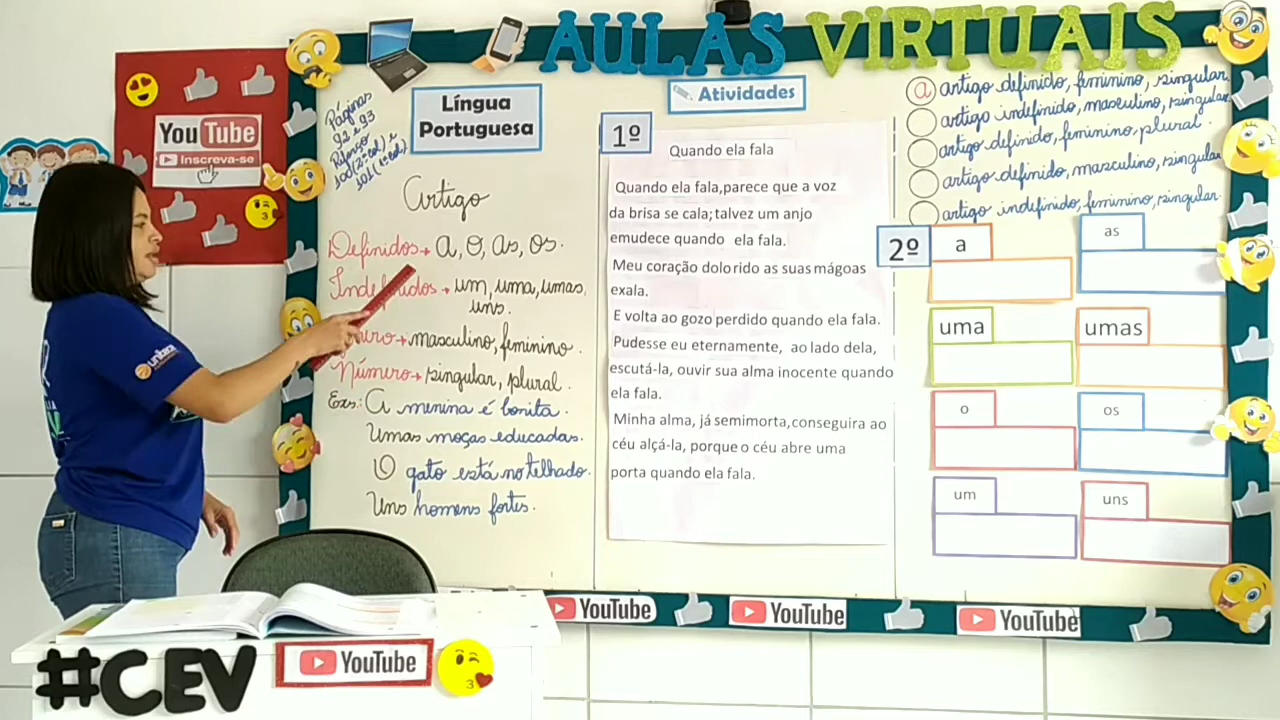 AULAS VIRTUAIS
YouTube
Inscreva-se
Páginas
92 e 93
Reforço
100 (2ª col.) e
101 (1ª col.)
Língua
Portuguesa
Artigo
Definidos → a, o, as, os.
Indefinidos → um, uma, umas,
uns.
→ masculino, feminino.
Número → singular, plural.
Exs: A menina é bonita.
Umas moças educadas.
O gato está no telhado.
Uns homens fortes.
Atividades
1º
Quando ela fala
Quando ela fala,parece que a voz
da brisa se cala;talvez um anjo
emudece quando ela fala.
Meu coração dolorido as suas mágoas
exala.
E volta ao gozo perdido quando ela fala.
Pudesse eu eternamente, ao lado dela,
escutá-la, ouvir sua alma inocente quando
ela fala.
Minha alma, já semimorta,conseguira ao
céu alçá-la, porque o céu abre uma
porta quando ela fala.
a artigo definido, feminino, singular.
artigo indefinido, masculino, singular.
artigo definido, feminino, plural.
artigo definido, masculino, singular
artigo indefinido, feminino, singular.
2º
a
as
uma
umas
o
os
um
uns
YouTube
YouTube
YouTube
#CEV
YouTube